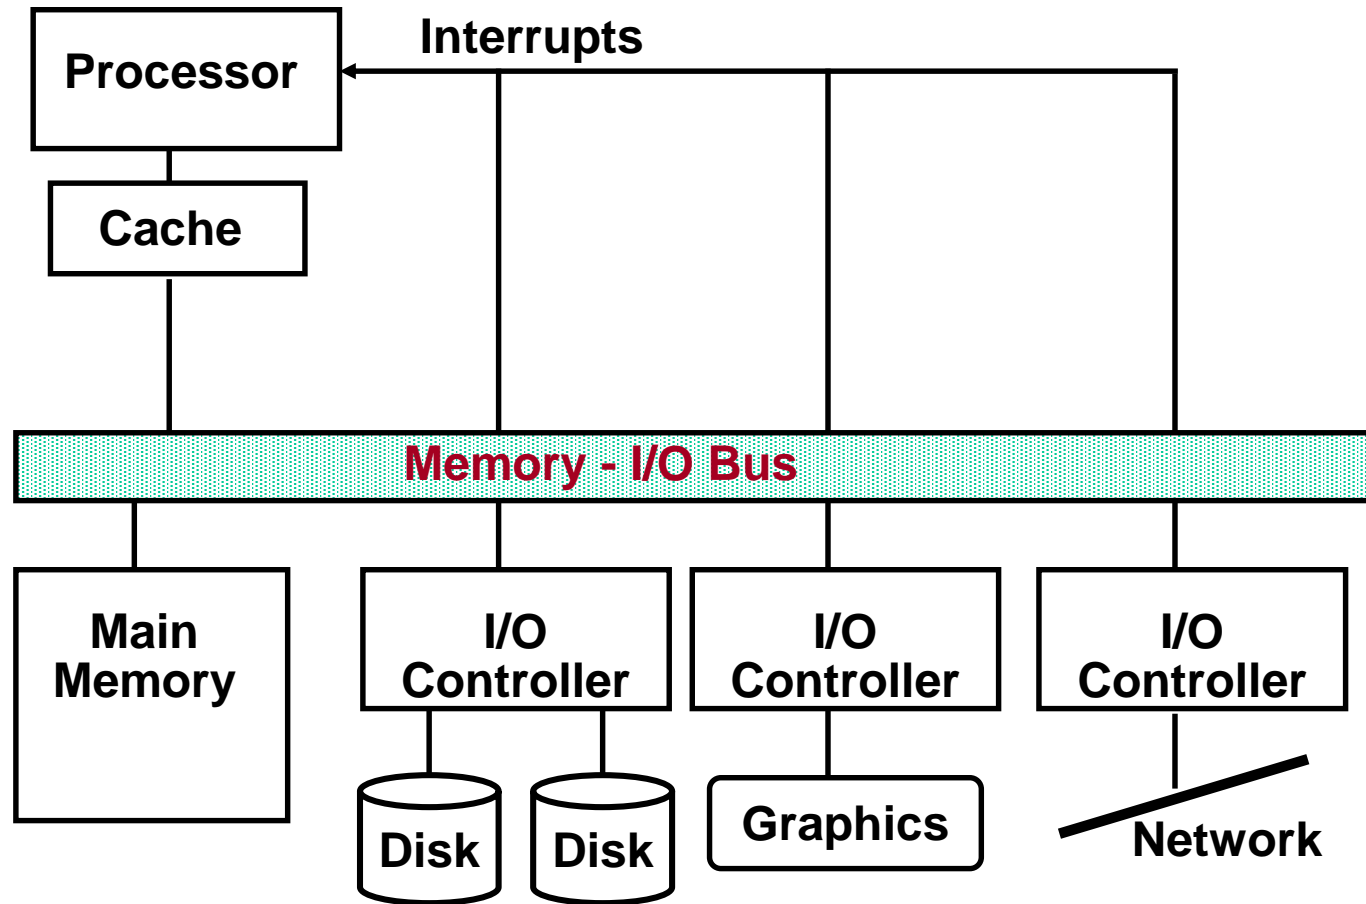 Interrupts
Processor
Cache
Memory - I/O Bus
Main
Memory
I/O
Controller
I/O
Controller
I/O
Controller
Disk
Disk
Graphics
Network